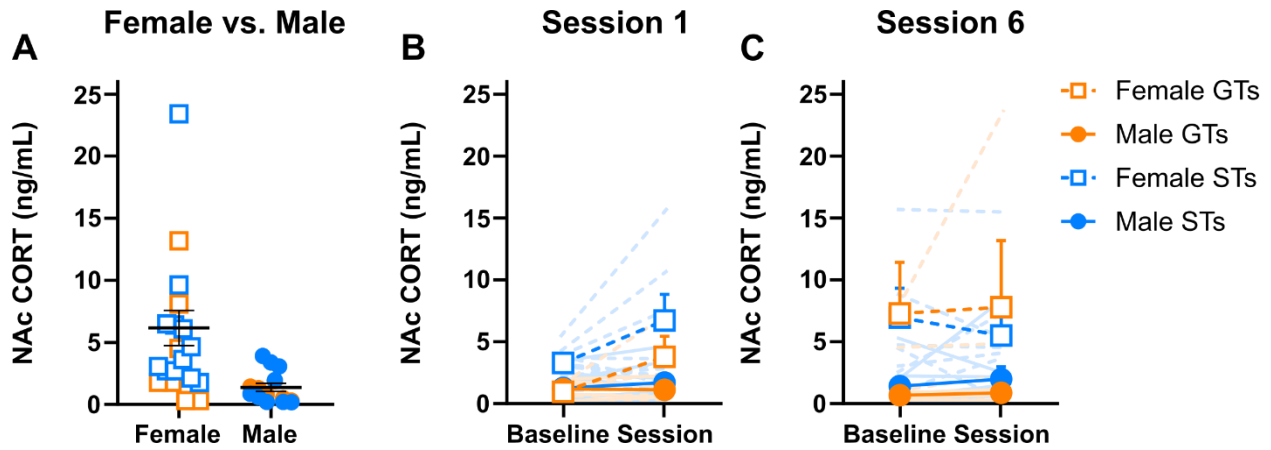 Female vs. Male
Session 1
Session 6
A
B
C
NAc CORT (ng/mL)
25
20
15
10
5
0
Female
Male
NAc CORT (ng/mL)
25
20
15
10
5
0
Baseline Session
NAc CORT (ng/mL)
25
20
15
10
5
0
Baseline Session
Female GTs
Male GTs
Female STs
Male STs